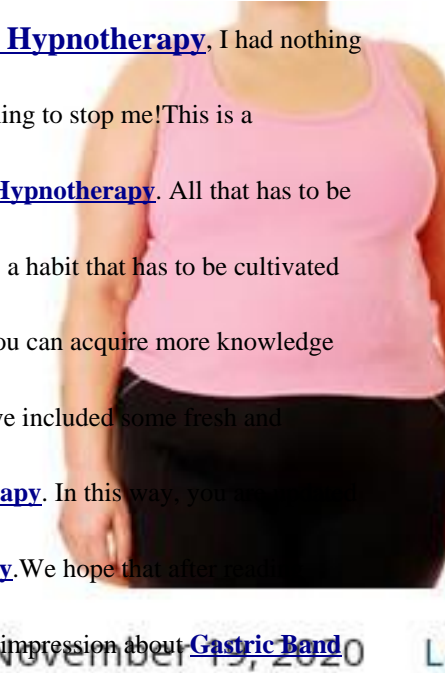 Hypnotherapy, I had nothing
ing to stop me!This is a
Hypnotherapy. All that has to be
a habit that has to be cultivated
ou can acquire more knowledge
ve included some fresh and
apy. In this way, you
y.We hope that after
impression about Gastric Band
November 19, 2020 L